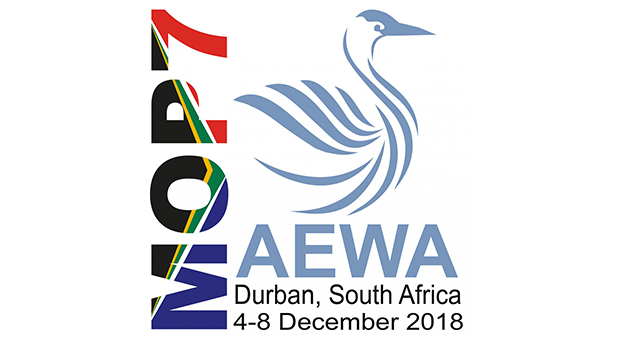 MOP7
AEWA
Durban, South Africa
4-8 December 2018